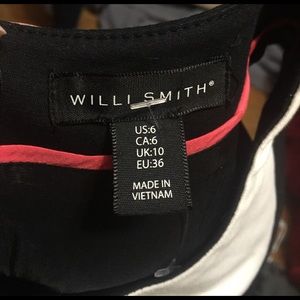 WILLI SMITH®
US:6
CA:6
UK:10
EU:36
MADE IN
VIETNAM